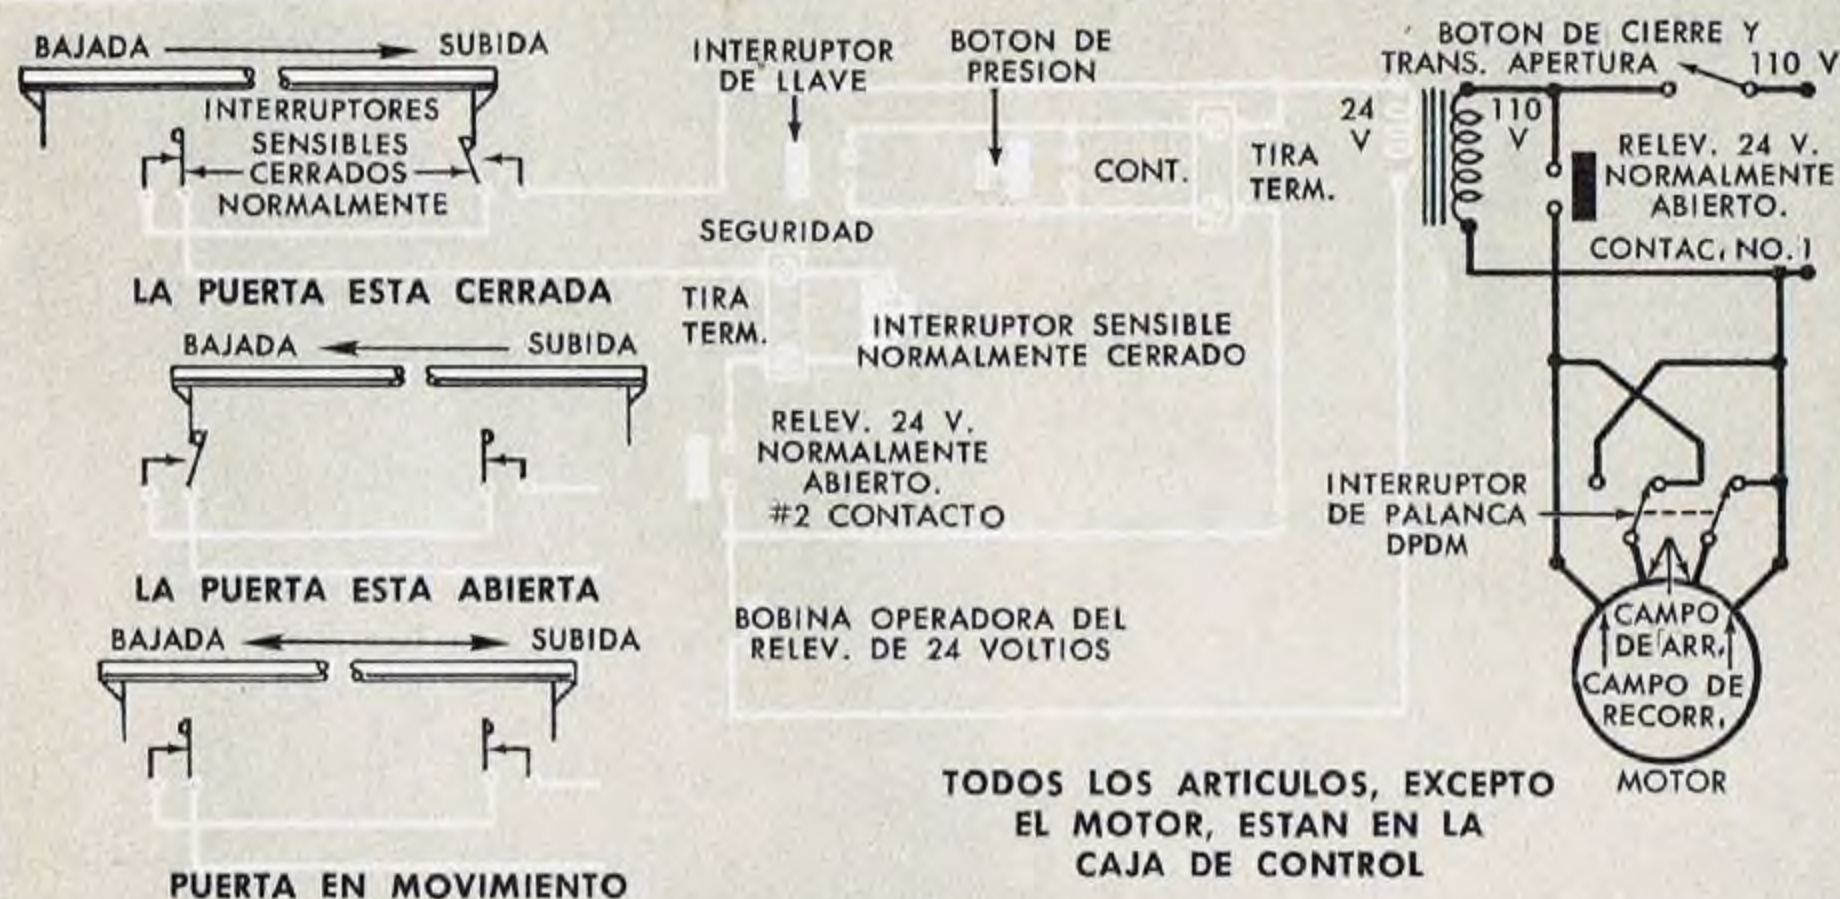 BAJADA
SUBIDA
INTERRUPTORES
SENSIBLES
CERRADOS
NORMALMENTE
LA PUERTA ESTA CERRADA
BAJADA
SUBIDA
LA PUERTA ESTA ABIERTA
BAJADA
SUBIDA
PUERTA EN MOVIMIENTO
INTERRUPTOR
DE LLAVE
BOTON DE
PRESION
CONT.
TIRA
TERM.
SEGURIDAD
TIRA
TERM.
INTERRUPTOR SENSIBLE
NORMALMENTE CERRADO
RELEV. 24 V.
NORMALMENTE
ABIERTO.
#2 CONTACTO
BOBINA OPERADORA DEL
RELEV. DE 24 VOLTIOS
TODOS LOS ARTICULOS, EXCEPTO
EL MOTOR, ESTAN EN LA
CAJA DE CONTROL
BOTON DE CIERRE Y
TRANS. APERTURA
110 V
24
V
110
V
RELEV. 24 V.
NORMALMENTE
ABIERTO.
CONTAC. NO. 1
INTERRUPTOR
DE PALANCA
DPDM
CAMPO
DE ARR.
CAMPO DE
RECORR.
MOTOR